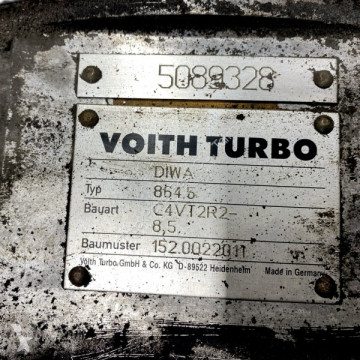 5089328
VOITH TURBO
DIWA
Typ 864.5
Bauart C4VT2R2-
8,5
Baumuster 152.0022011
Voith Turbo GmbH & Co. KG D-89522 Heidenheim Made in Germany